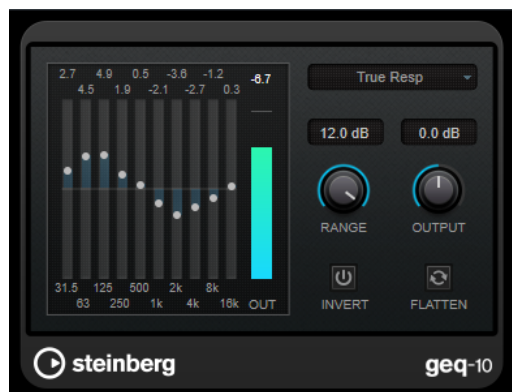 2.7 4.9 0.5 -3.6 -1.2
4.5 1.9 -2.1 -2.7 0.3
-6.7
True Resp
12.0 dB 0.0 dB
RANGE OUTPUT
31.5 125 500 2k 8k
63 250 1k 4k 16k OUT
INVERT FLATTEN
steinberg geq-10